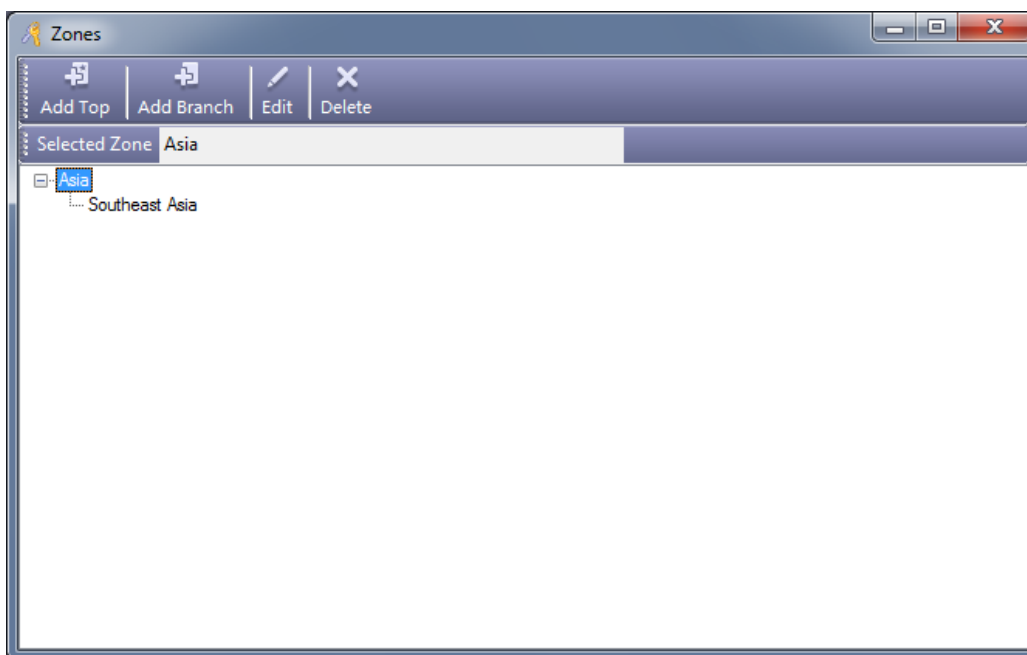 Zones
Add Top Add Branch Edit Delete
Selected Zone Asia
Asia
Southeast Asia